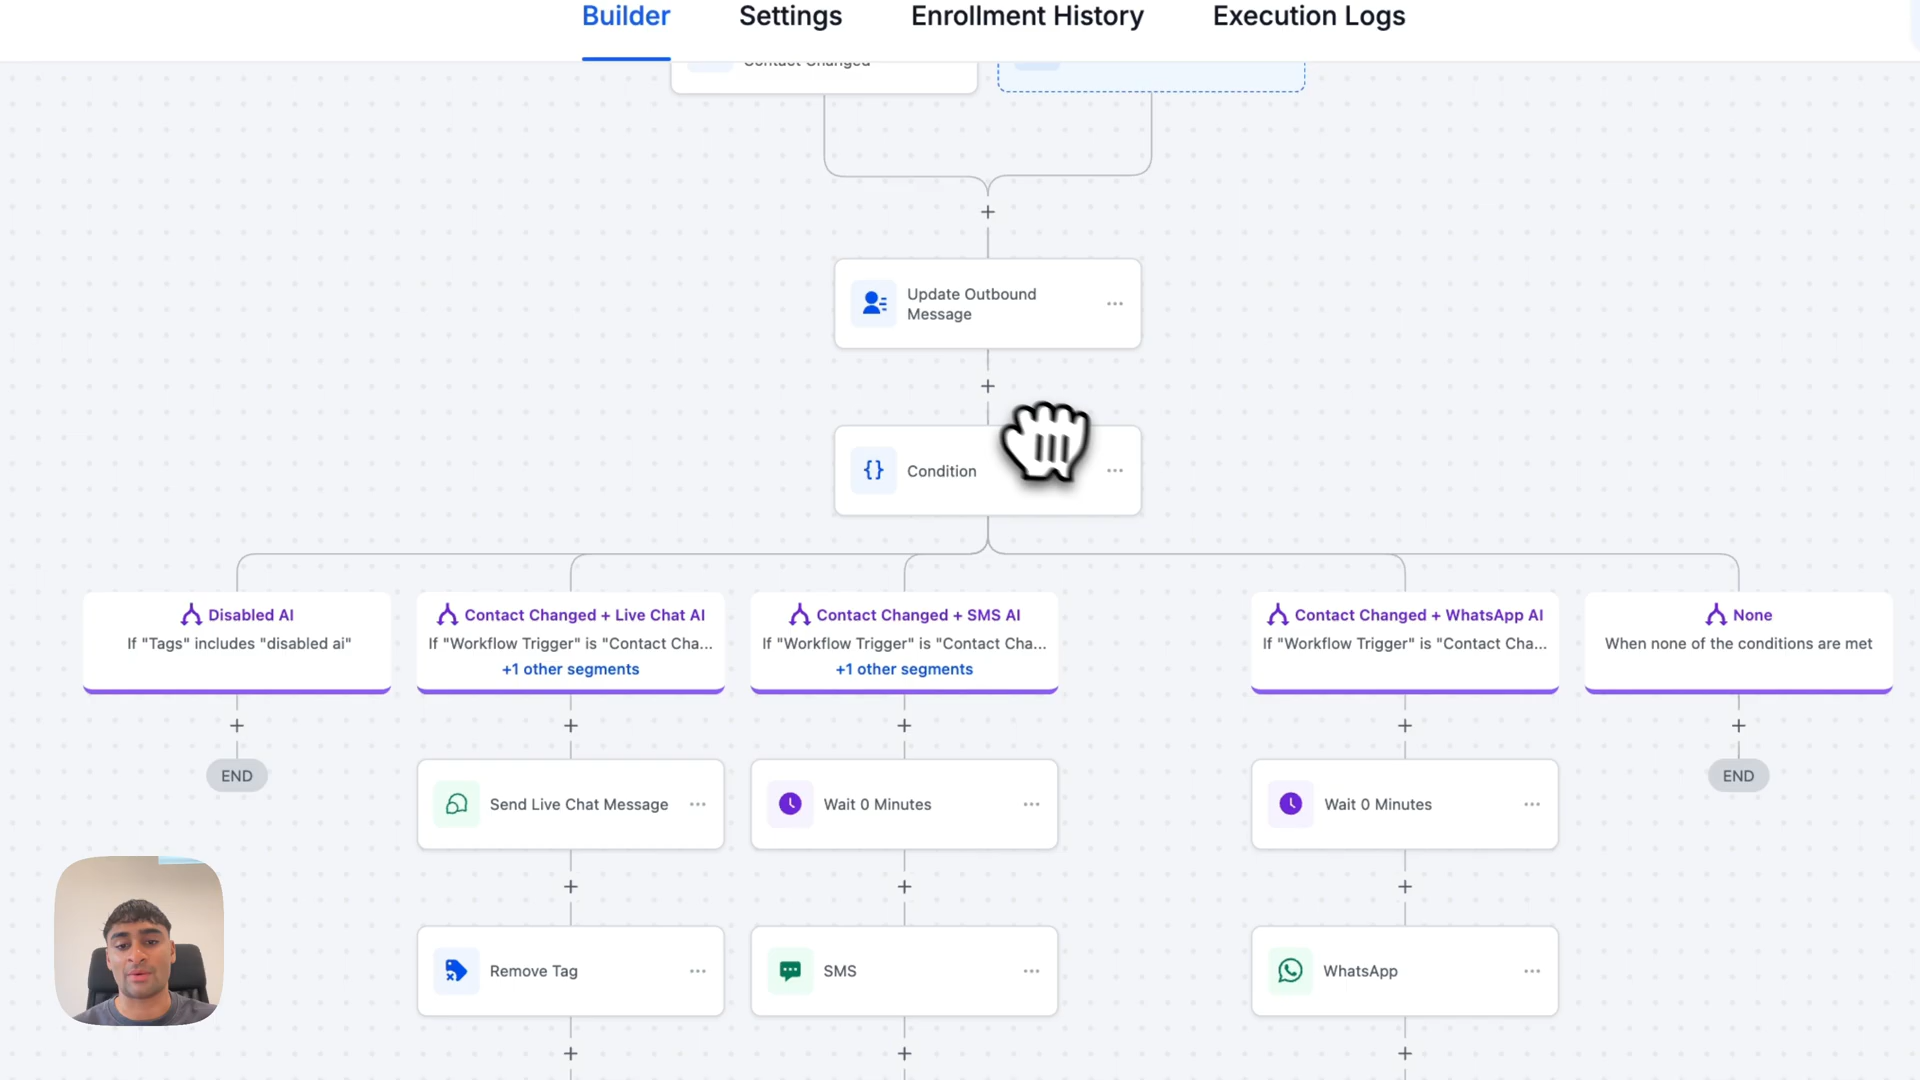 Builder
Settings
Enrollment History
Execution Logs
Contact Changed
Update Outbound
Message
{} Condition
Disabled AI
If "Tags" includes "disabled ai"
Contact Changed + Live Chat AI
If "Workflow Trigger" is "Contact Cha...
+1 other segments
Contact Changed + SMS AI
If "Workflow Trigger" is "Contact Cha...
+1 other segments
Contact Changed + WhatsApp AI
If "Workflow Trigger" is "Contact Cha...
None
When none of the conditions are met
END
END
Send Live Chat Message
Wait 0 Minutes
Wait 0 Minutes
Remove Tag
SMS
WhatsApp